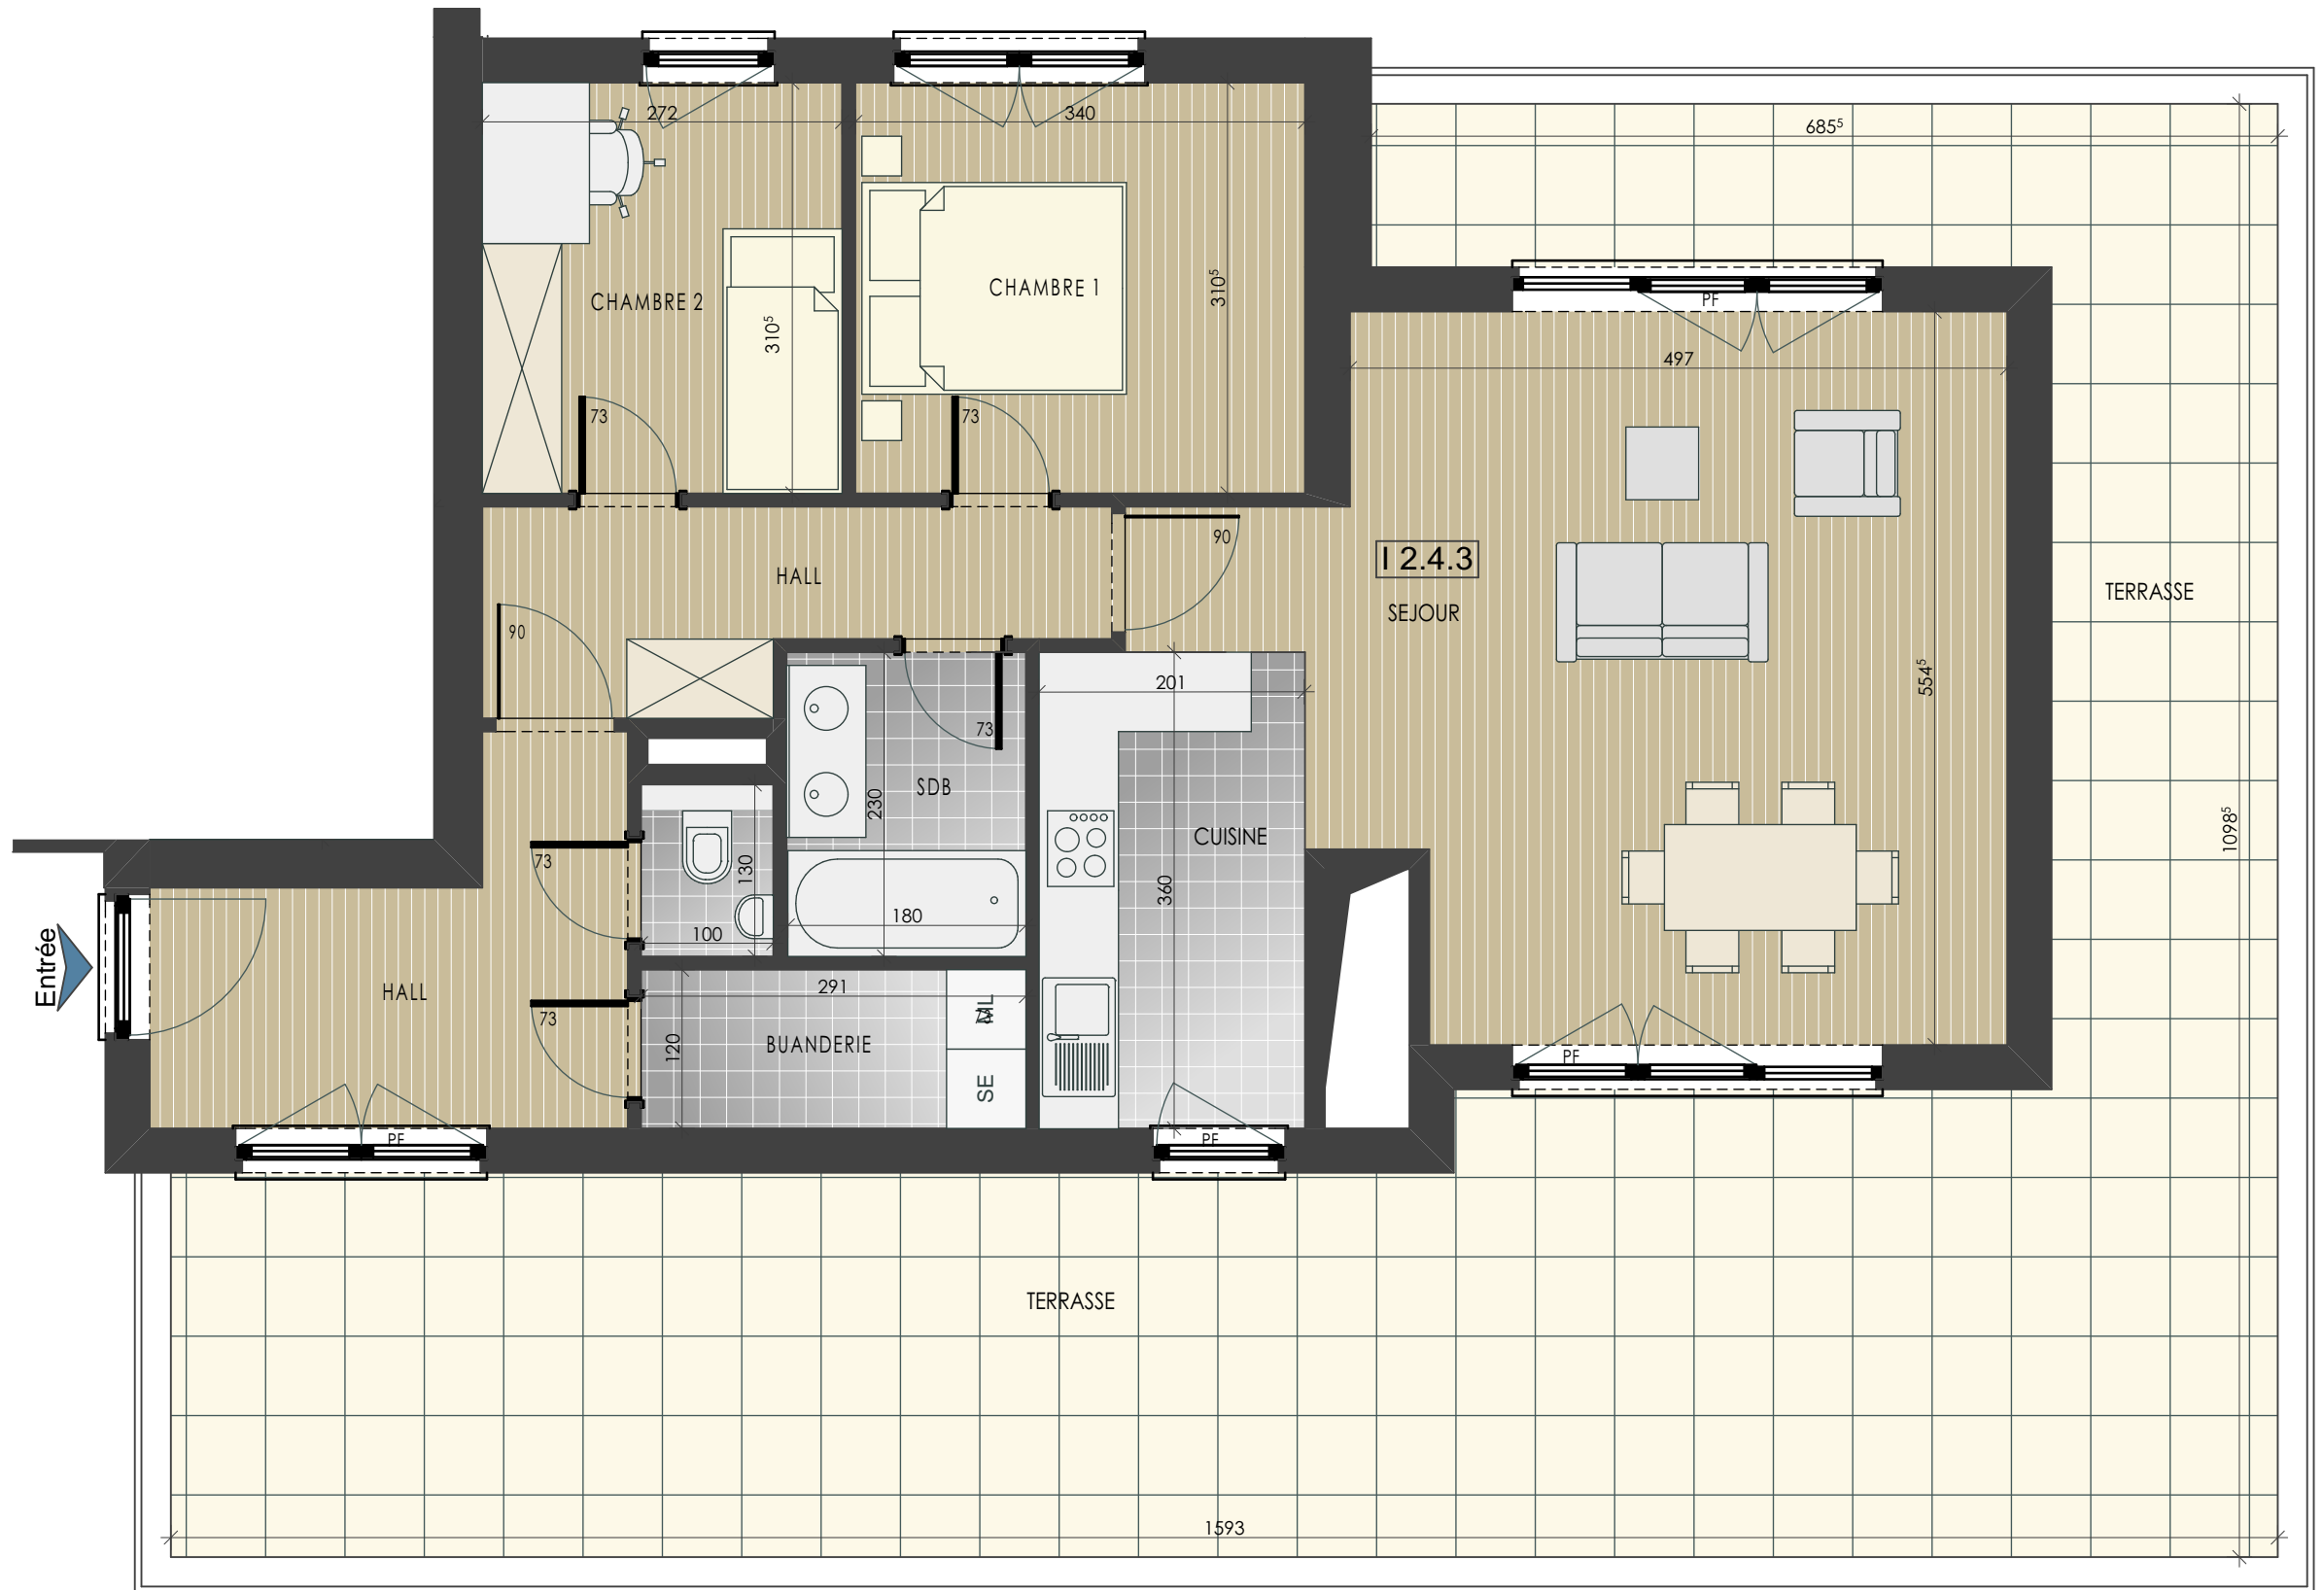 272
340
685⁵
CHAMBRE 2
CHAMBRE 1
310⁵
310⁵
PF
497
73
73
90
I 2.4.3
SEJOUR
HALL
TERRASSE
90
554⁵
201
73
SDB
230
CUISINE
1098⁵
73
130
360
180
100
Entrée
HALL
291
ML
73
BUANDERIE
120
SE
PF
PF
PF
TERRASSE
1593